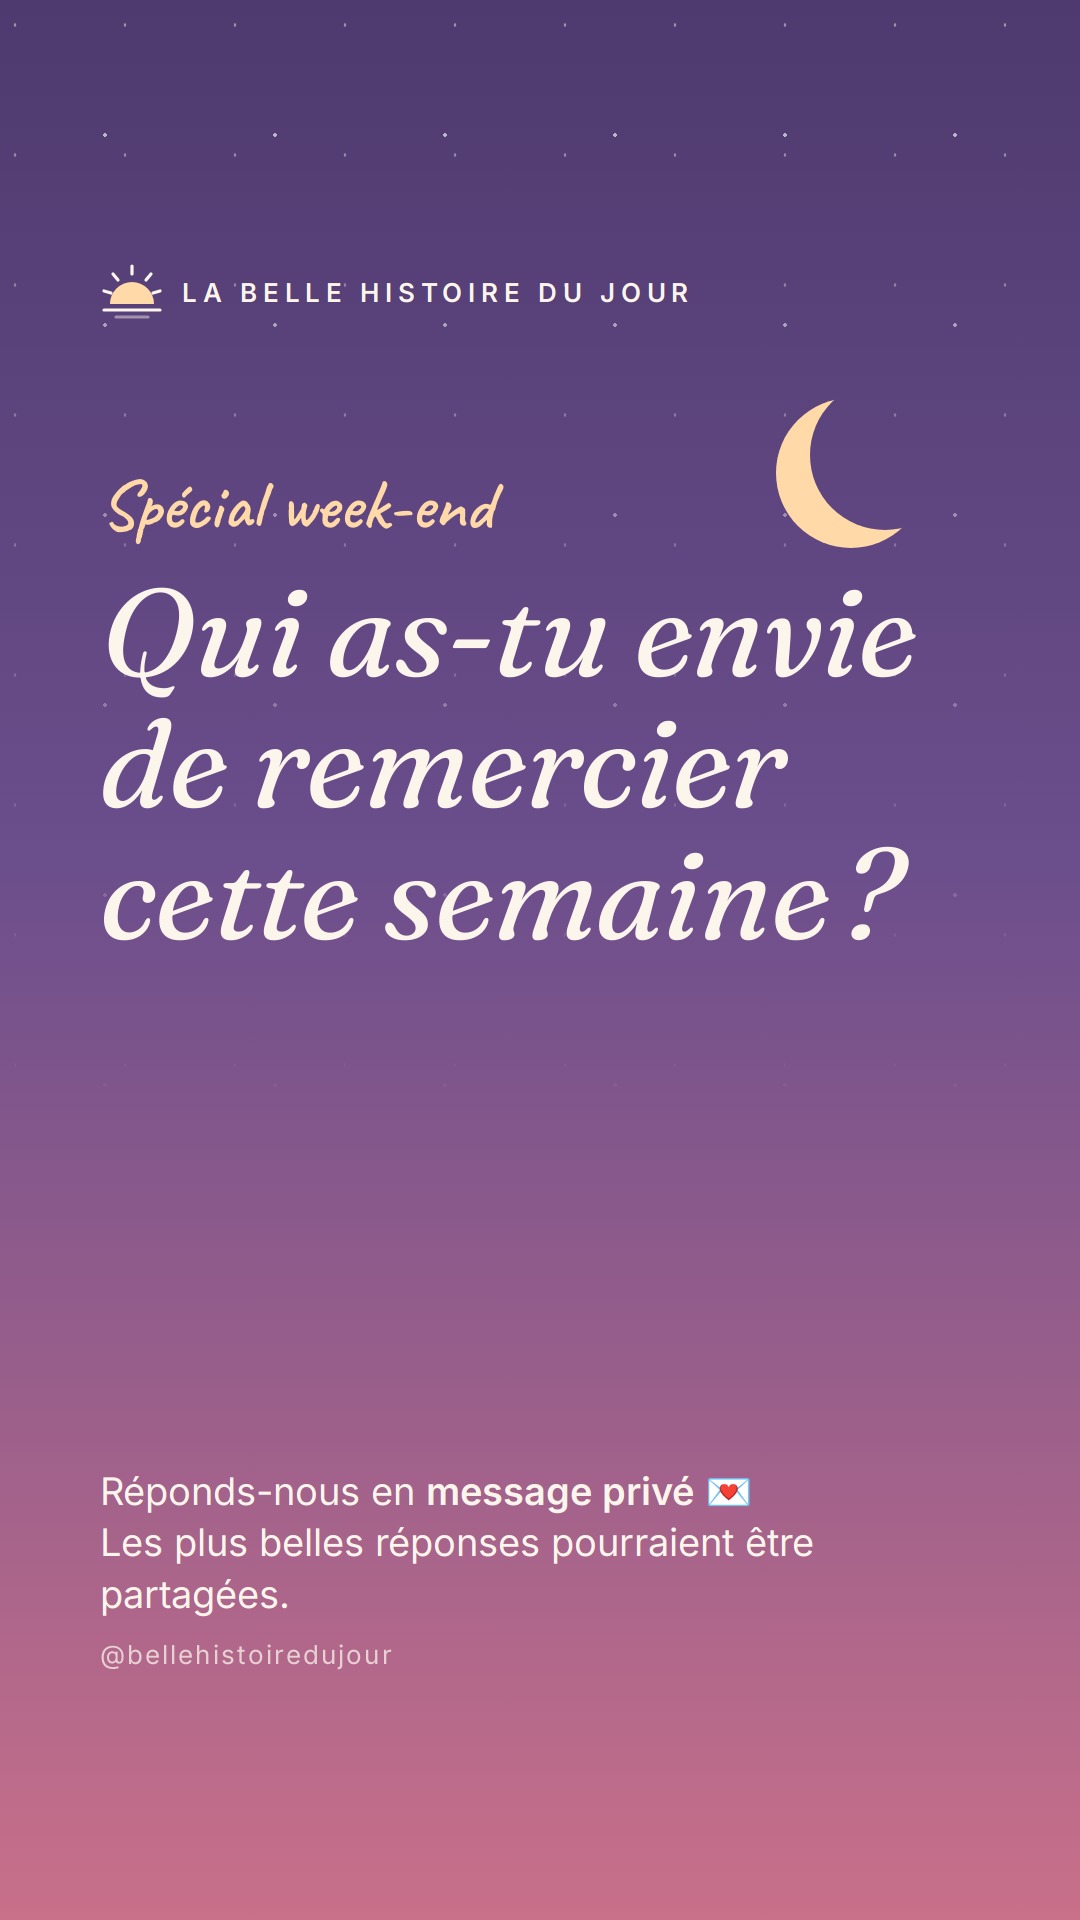 LA BELLE HISTOIRE DU JOUR
Spécial week-end
Qui as-tu envie
de remercier
cette semaine ?
Réponds-nous en message privé 💌
Les plus belles réponses pourraient être
partagées.
@bellehistoiredujour